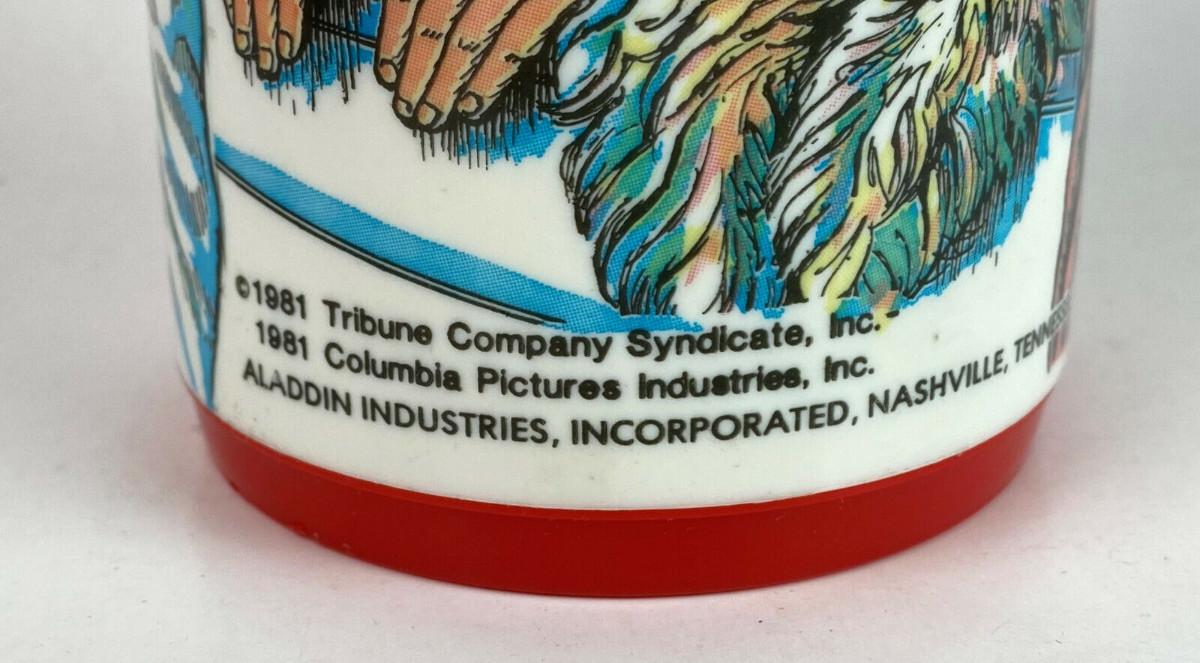 ©1981 Tribune Company Syndicate, Inc.
1981 Columbia Pictures Industries, Inc.
ALADDIN INDUSTRIES, INCORPORATED, NASHVILLE,